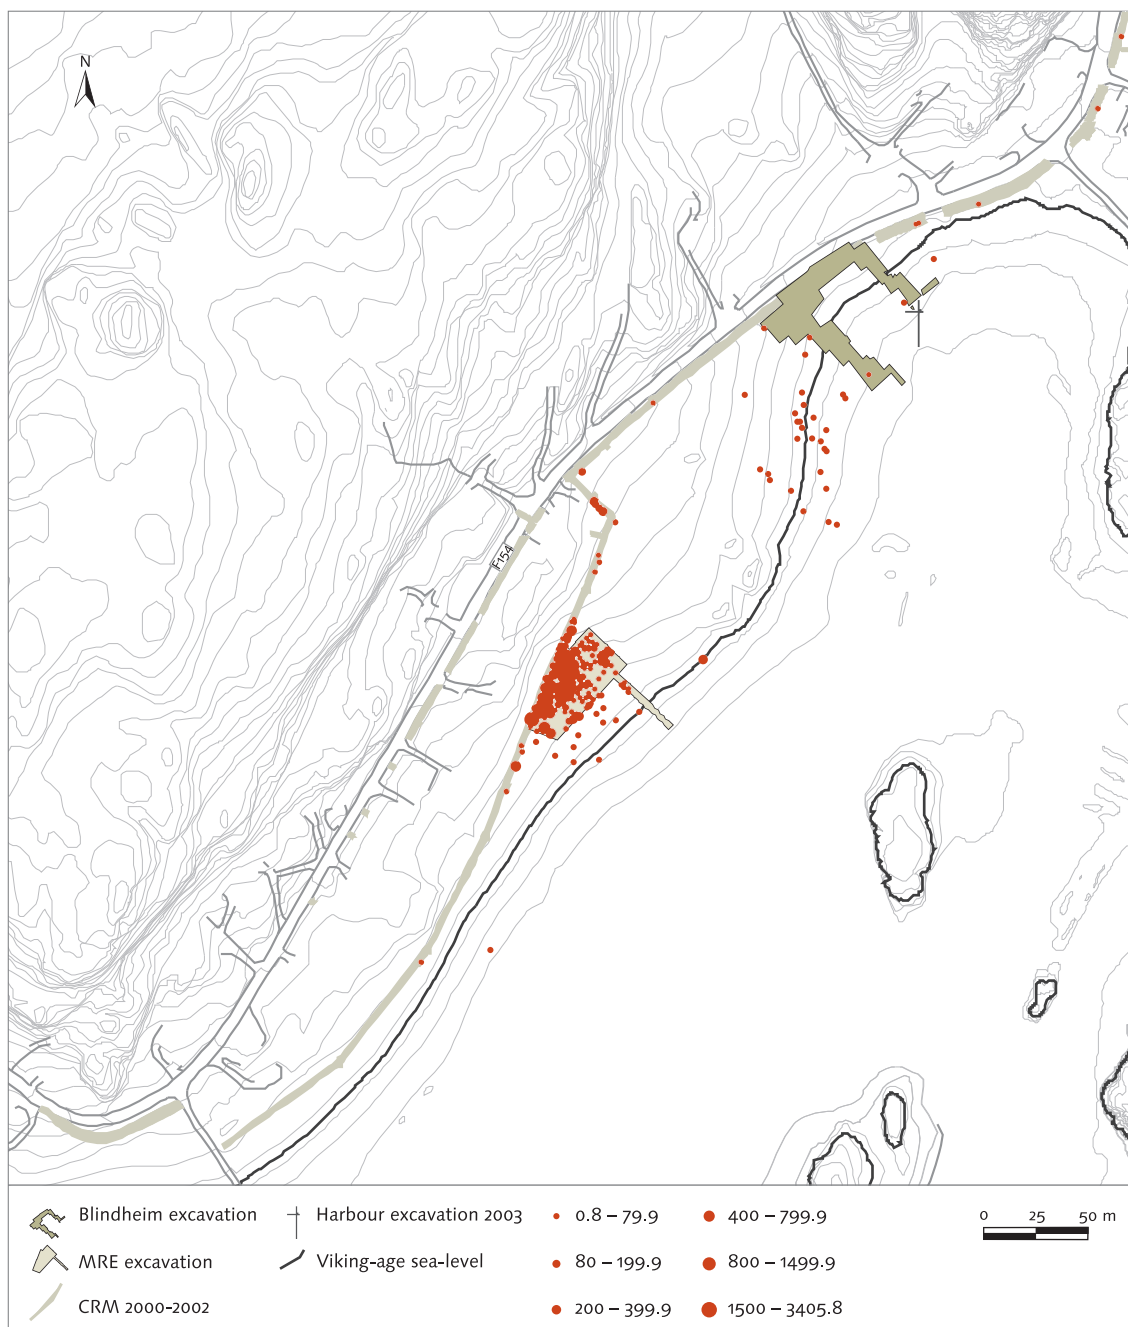 N
F154
Blindheim excavation
MRE excavation
CRM 2000-2002
Harbour excavation 2003
Viking-age sea-level
0.8 – 79.9
80 – 199.9
200 – 399.9
400 – 799.9
800 – 1499.9
1500 – 3405.8
0 25 50 m